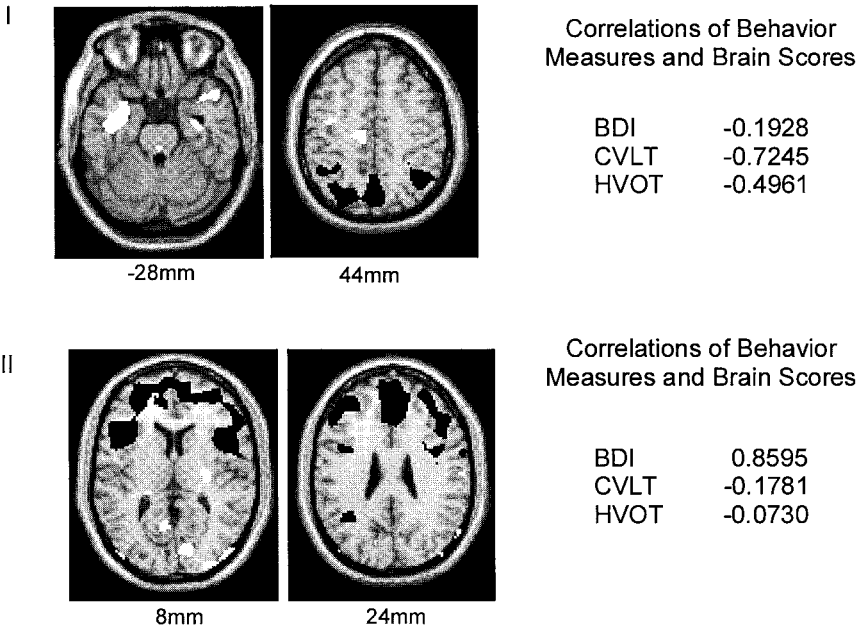 I
Correlations of Behavior
Measures and Brain Scores
BDI -0.1928
CVLT -0.7245
HVOT -0.4961
-28mm 44mm
II
Correlations of Behavior
Measures and Brain Scores
BDI 0.8595
CVLT -0.1781
HVOT -0.0730
8mm 24mm